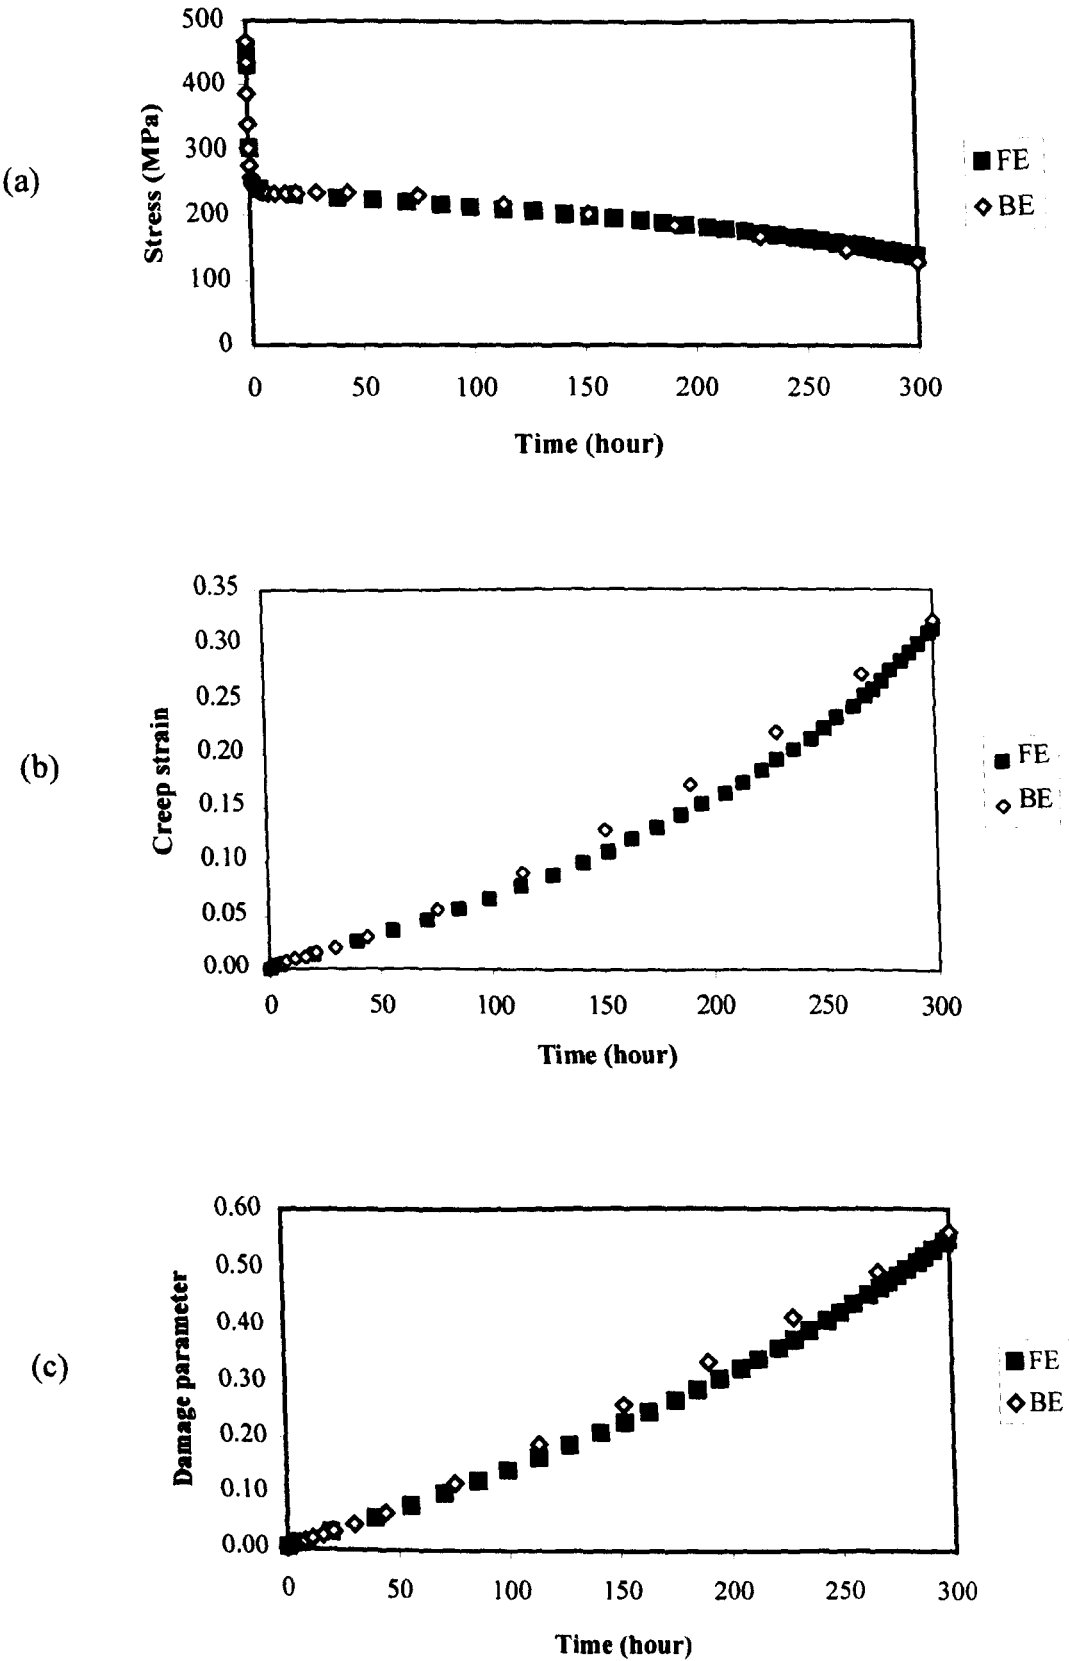 (a)
Stress (MPa)
500
400
300
200
100
0
0 50 100 150 200 250 300
Time (hour)
FE
BE
(b)
Creep strain
0.35
0.30
0.25
0.20
0.15
0.10
0.05
0.00
0 50 100 150 200 250 300
Time (hour)
FE
BE
(c)
Damage parameter
0.60
0.50
0.40
0.30
0.20
0.10
0.00
0 50 100 150 200 250 300
Time (hour)
FE
BE